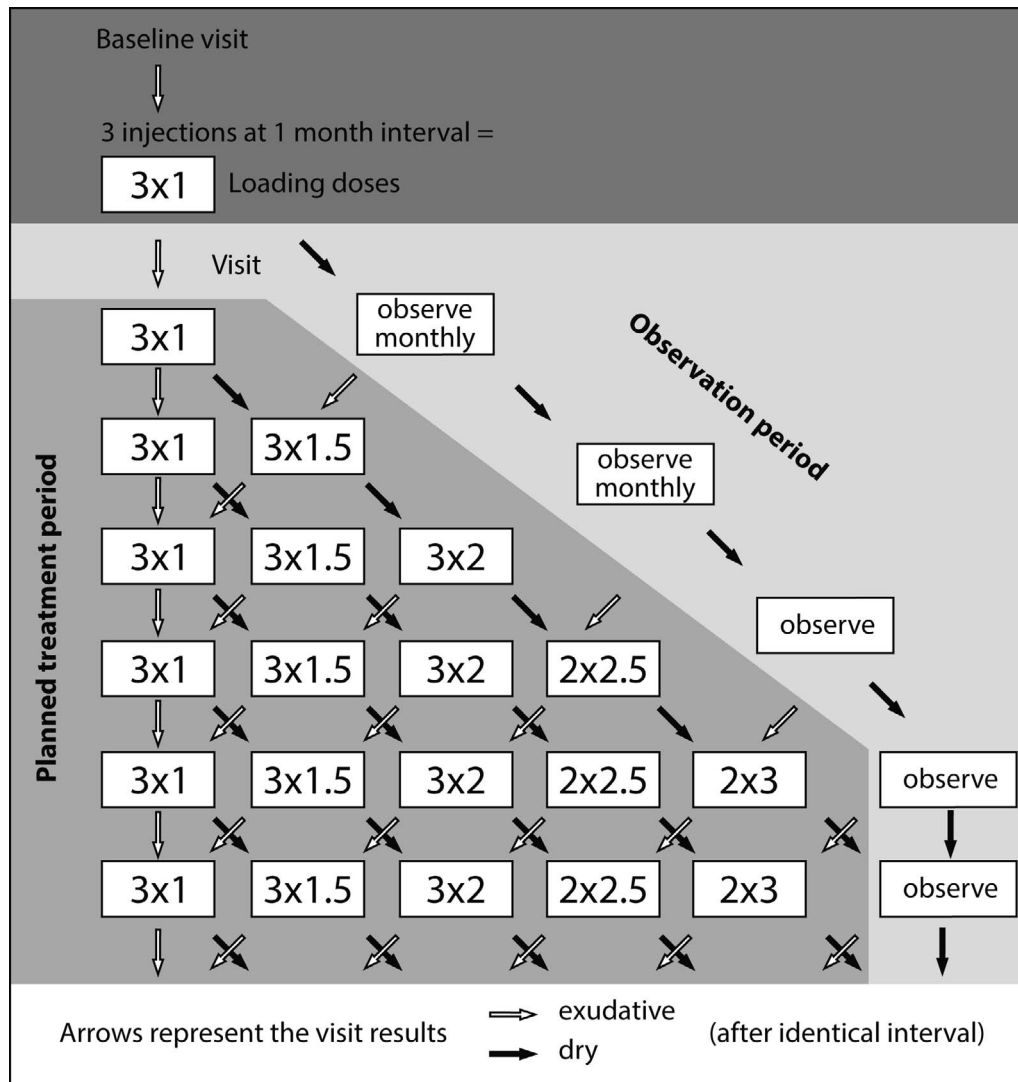 Baseline visit
3 injections at 1 month interval =
3x1 Loading doses
Visit
observe
monthly
3x1
Observation period
3x1 3x1.5
observe
monthly
3x1 3x1.5 3x2
observe
Planned treatment period
3x1 3x1.5 3x2 2x2.5
3x1 3x1.5 3x2 2x2.5 2x3 observe
3x1 3x1.5 3x2 2x2.5 2x3 observe
Arrows represent the visit results
exudative
dry
(after identical interval)